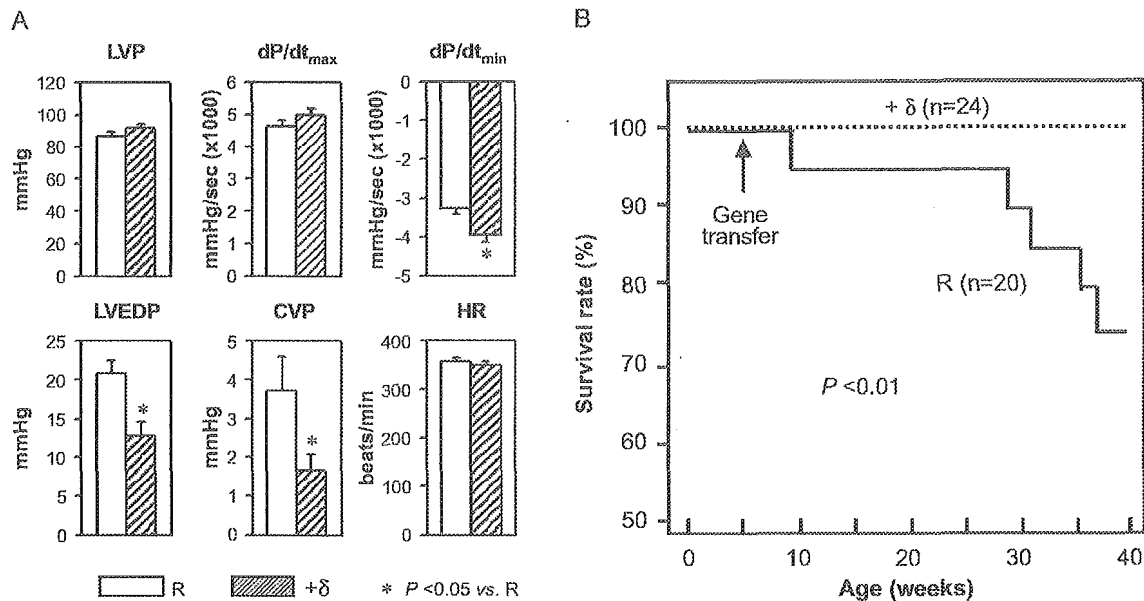 A
LVP
120
100
80
60
40
20
0
mmHg
dP/dt max
6
5
4
3
2
1
0
mmHg/sec (x1000)
dP/dt min
0
-1
-2
-3
-4
-5
mmHg/sec (x1000)
*
LVEDP
25
20
15
10
5
0
mmHg
*
CVP
5
4
3
2
1
0
mmHg
*
HR
400
300
200
100
0
beats/min
R
+δ
* P <0.05 vs. R
B
+ δ (n=24)
100
90
80
70
60
50
Survival rate (%)
Gene
transfer
R (n=20)
P <0.01
0 10 20 30 40
Age (weeks)